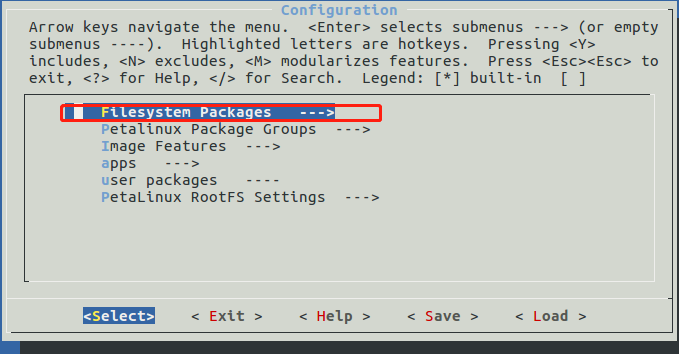 Configuration
Arrow keys navigate the menu.  <Enter> selects submenus ---> (or empty
submenus ----).  Highlighted letters are hotkeys.  Pressing <Y>
includes, <N> excludes, <M> modularizes features.  Press <Esc><Esc> to
exit, <?> for Help, </> for Search.  Legend: [*] built-in  [ ]
Filesystem Packages  --->
Petalinux Package Groups  --->
Image Features  --->
apps  --->
user packages  ----
PetaLinux RootFS Settings  --->
<Select>    < Exit >    < Help >    < Save >    < Load >